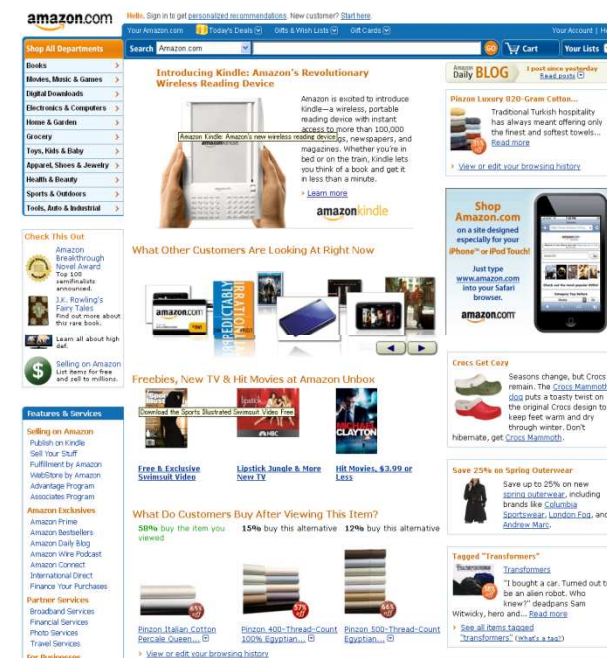 amazon.com
Hello. Sign in to get personalized recommendations. New customer? Start here
Your Amazon.com Today's Deals Gifts & Wish Lists Gift Cards Your Account | H
Shop All Departments
Search Amazon.com GO Cart Your Lists
Books
Movies, Music & Games
Digital Downloads
Electronics & Computers
Home & Garden
Grocery
Toys, Kids & Baby
Apparel, Shoes & Jewelry
Health & Beauty
Sports & Outdoors
Tools, Auto & Industrial
Check This Out
Amazon
Breakthrough
Novel Award
Top 100
semifinalists
announced.
J.K. Rowling's
Fairy Tales
Find out more about
this rare book.
Learn all about high
def.
Selling on Amazon
List items for free
and sell to millions.
Features & Services
Selling on Amazon
Publish on Kindle
Sell Your Stuff
Fulfillment by Amazon
WebStore by Amazon
Advantage Program
Associates Program
Amazon Exclusives
Amazon Prime
Amazon Bestsellers
Amazon Daily Blog
Amazon Wire Podcast
Amazon Connect
International Direct
Finance Your Purchases
Partner Services
Broadband Services
Financial Services
Photo Services
Travel Services
For Businesses
Introducing Kindle: Amazon's Revolutionary
Wireless Reading Device
Amazon is excited to introduce
Kindle—a wireless, portable
reading device with instant
access to more than 100,000
Amazon Kindle: Amazon's new wireless reading device
gs, newspapers, and
magazines. Whether you're in
bed or on the train, Kindle lets
you think of a book and get it
in less than a minute.
Learn more
amazonkindle
What Other Customers Are Looking At Right Now
amazon.com
PREDICTABLY
IRRATIONAL
Freebies, New TV & Hit Movies at Amazon Unbox
Download the Sports Illustrated Swimsuit Video Free
NBC
MICHAEL
CLAYTON
Free & Exclusive
Swimsuit Video
Lipstick Jungle & More
New TV
Hit Movies, $3.99 or
Less
What Do Customers Buy After Viewing This Item?
58% buy the item you
viewed
15% buy this alternative
12% buy this alternative
65% off
57% off
66% off
Pinzon Italian Cotton
Percale Queen...
Pinzon 400-Thread-Count
100% Egyptian...
Pinzon 500-Thread-Count
Egyptian...
View or edit your browsing history
Amazon
Daily BLOG
1 post since yesterday
Read posts
Pinzon Luxury 820-Gram Cotton...
Traditional Turkish hospitality
has always meant offering only
the finest and softest towels...
Read more
View or edit your browsing history
Shop
Amazon.com
on a site designed
especially for your
iPhone™ or iPod Touch!
Just type
www.amazon.com
into your Safari
browser.
amazon.com
Crocs Get Cozy
Seasons change, but Crocs
remain. The Crocs Mammoth
clog puts a toasty twist on
the original Crocs design to
keep feet warm and dry
through winter. Don't
hibernate, get Crocs Mammoth.
Save 25% on Spring Outerwear
Save up to 25% on new
spring outerwear, including
brands like Columbia
Sportswear, London Fog, and
Andrew Marc.
Tagged "Transformers"
Transformers
"I bought a car. Turned out to
be an alien robot. Who
knew?" deadpans Sam
Witwicky, hero and... Read more
See all items tagged
"transformers" (What's a tag?)